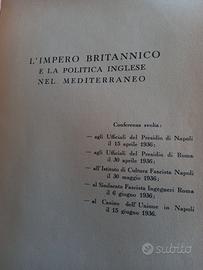 L'IMPERO BRITANNICO
E LA POLITICA INGLESE
NEL MEDITERRANEO
Conferenza svolta:
— agli Ufficiali del Presidio di Napoli
il 15 aprile 1936;
— agli Ufficiali del Presidio di Roma
il 30 aprile 1936;
— all'Istituto di Cultura Fascista Napoli
il 30 maggio 1936;
— al Sindacato Fascista Ingegneri Roma
il 6 giugno 1936;
— al Casino dell'Unione in Napoli
il 15 giugno 1936.
subito